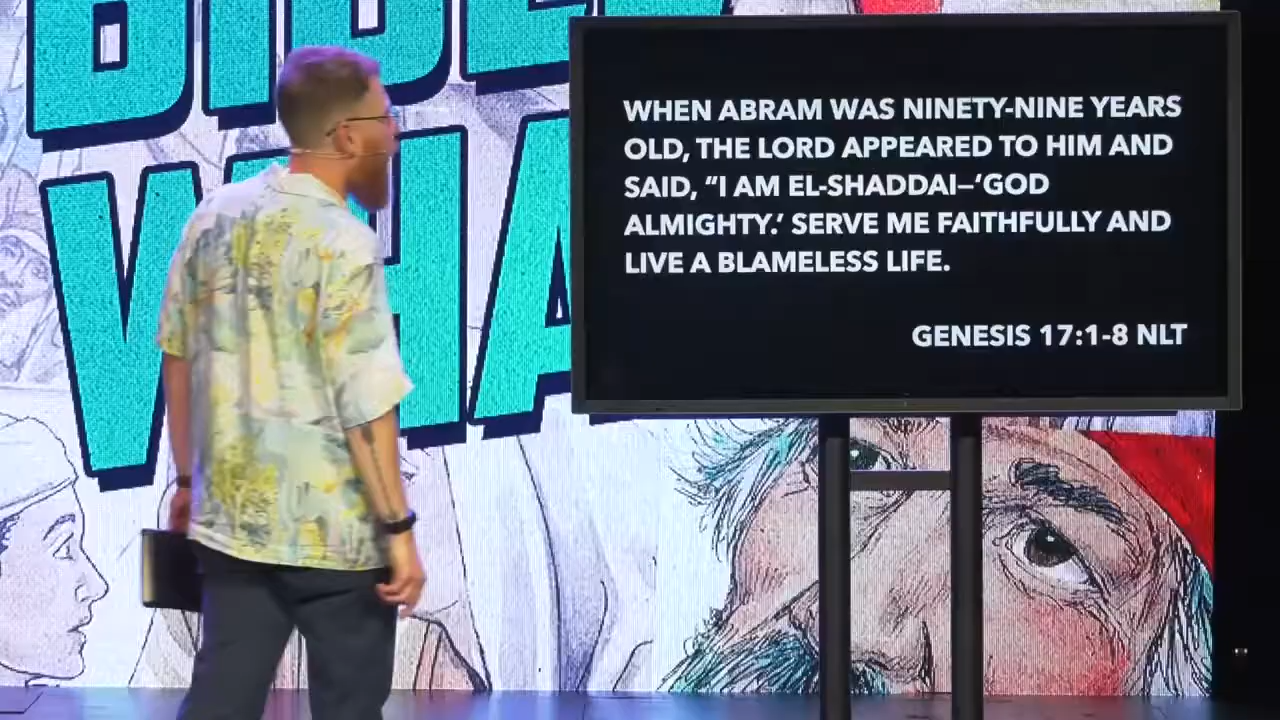 WHEN ABRAM WAS NINETY-NINE YEARS
OLD, THE LORD APPEARED TO HIM AND
SAID, “I AM EL-SHADDAI—‘GOD
ALMIGHTY.’ SERVE ME FAITHFULLY AND
LIVE A BLAMELESS LIFE.
GENESIS 17:1-8 NLT